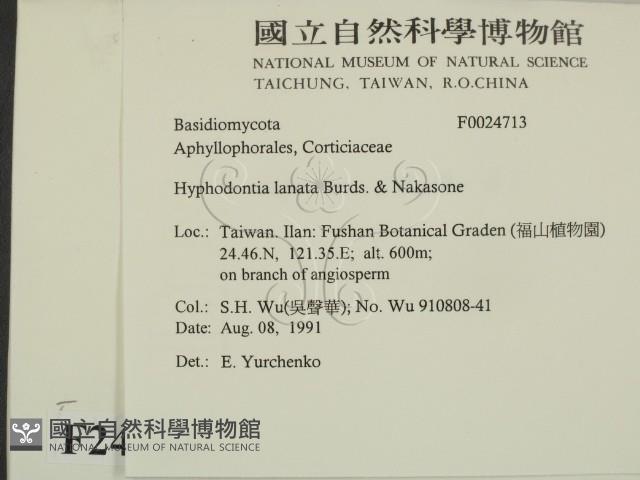 國立自然科學博物館
NATIONAL MUSEUM OF NATURAL SCIENCE
TAICHUNG, TAIWAN, R.O.CHINA
Basidiomycota F0024713
Aphyllophorales, Corticiaceae
Hyphodontia lanata Burds. & Nakasone
Loc.: Taiwan. Ilan: Fushan Botanical Graden (福山植物園)
24.46.N, 121.35.E; alt. 600m;
on branch of angiosperm
Col.: S.H. Wu(吳聲華); No. Wu 910808-41
Date: Aug. 08, 1991
Det.: E. Yurchenko
F24
國立自然科學博物館
NATIONAL MUSEUM OF NATURAL SCIENCE